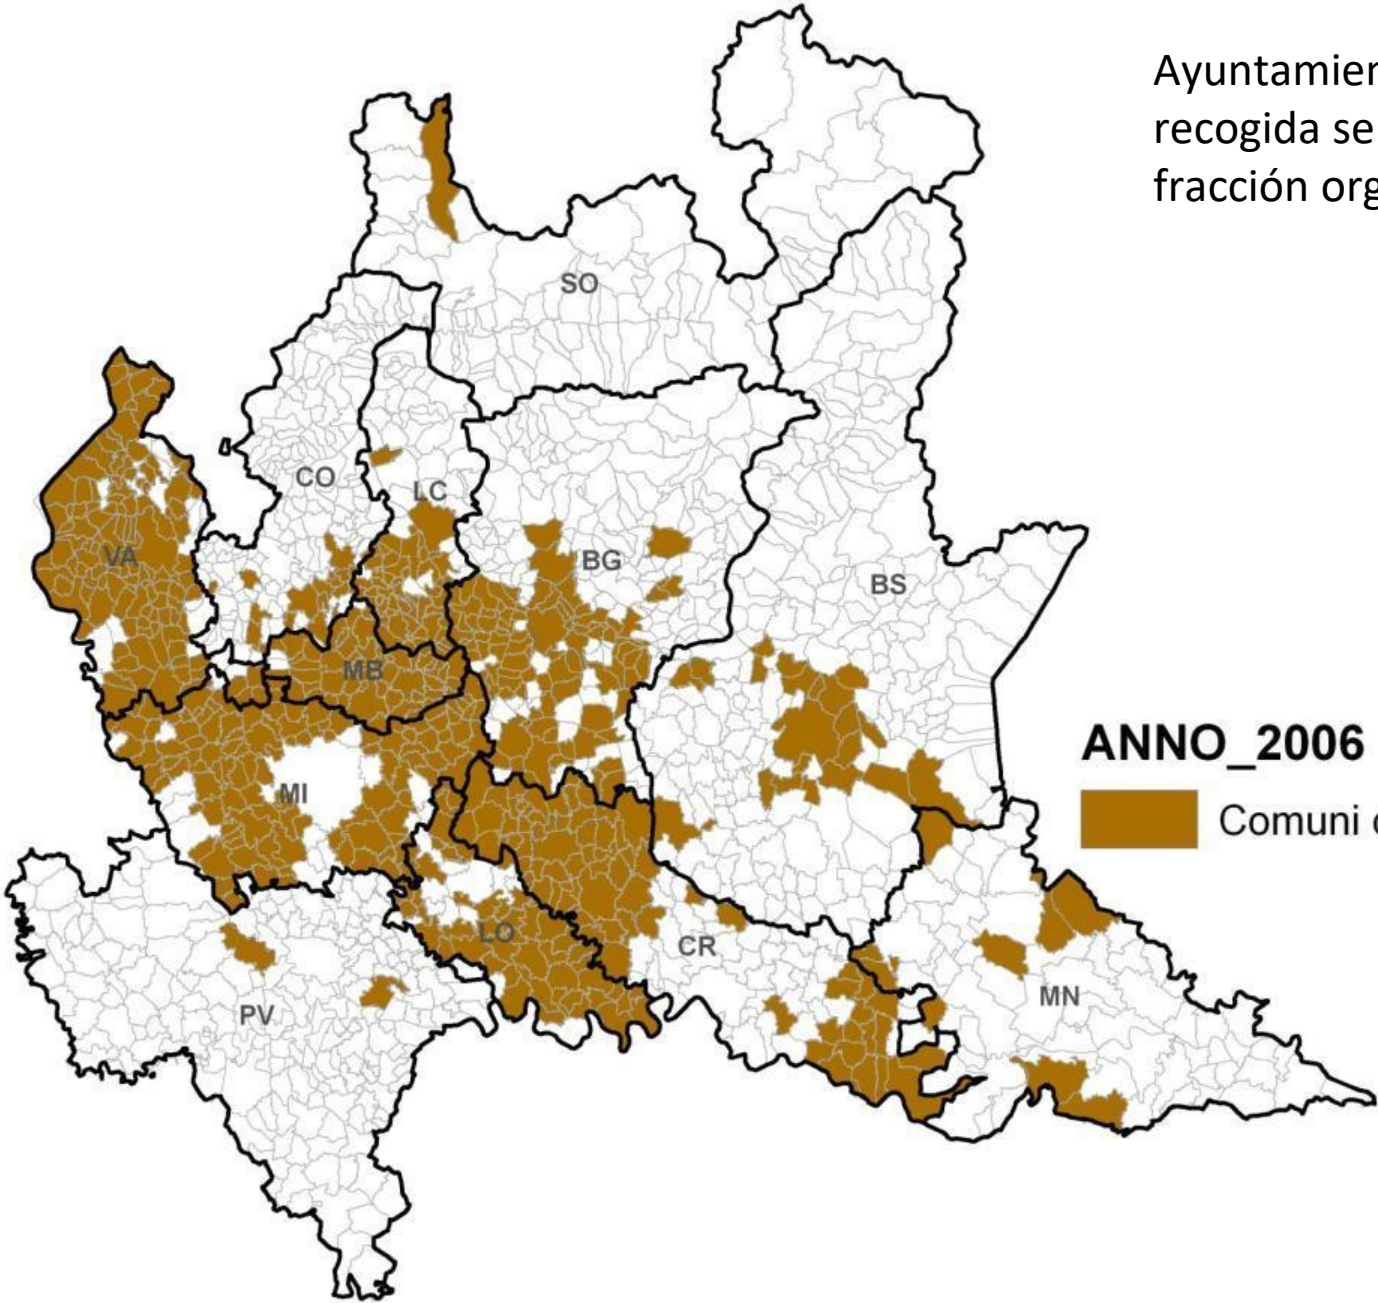 Ayuntamien
recogida se
fracción org
SO
CO
LC
VA
BG
BS
MB
ANNO_2006
MI
Comuni
LO
CR
MN
PV